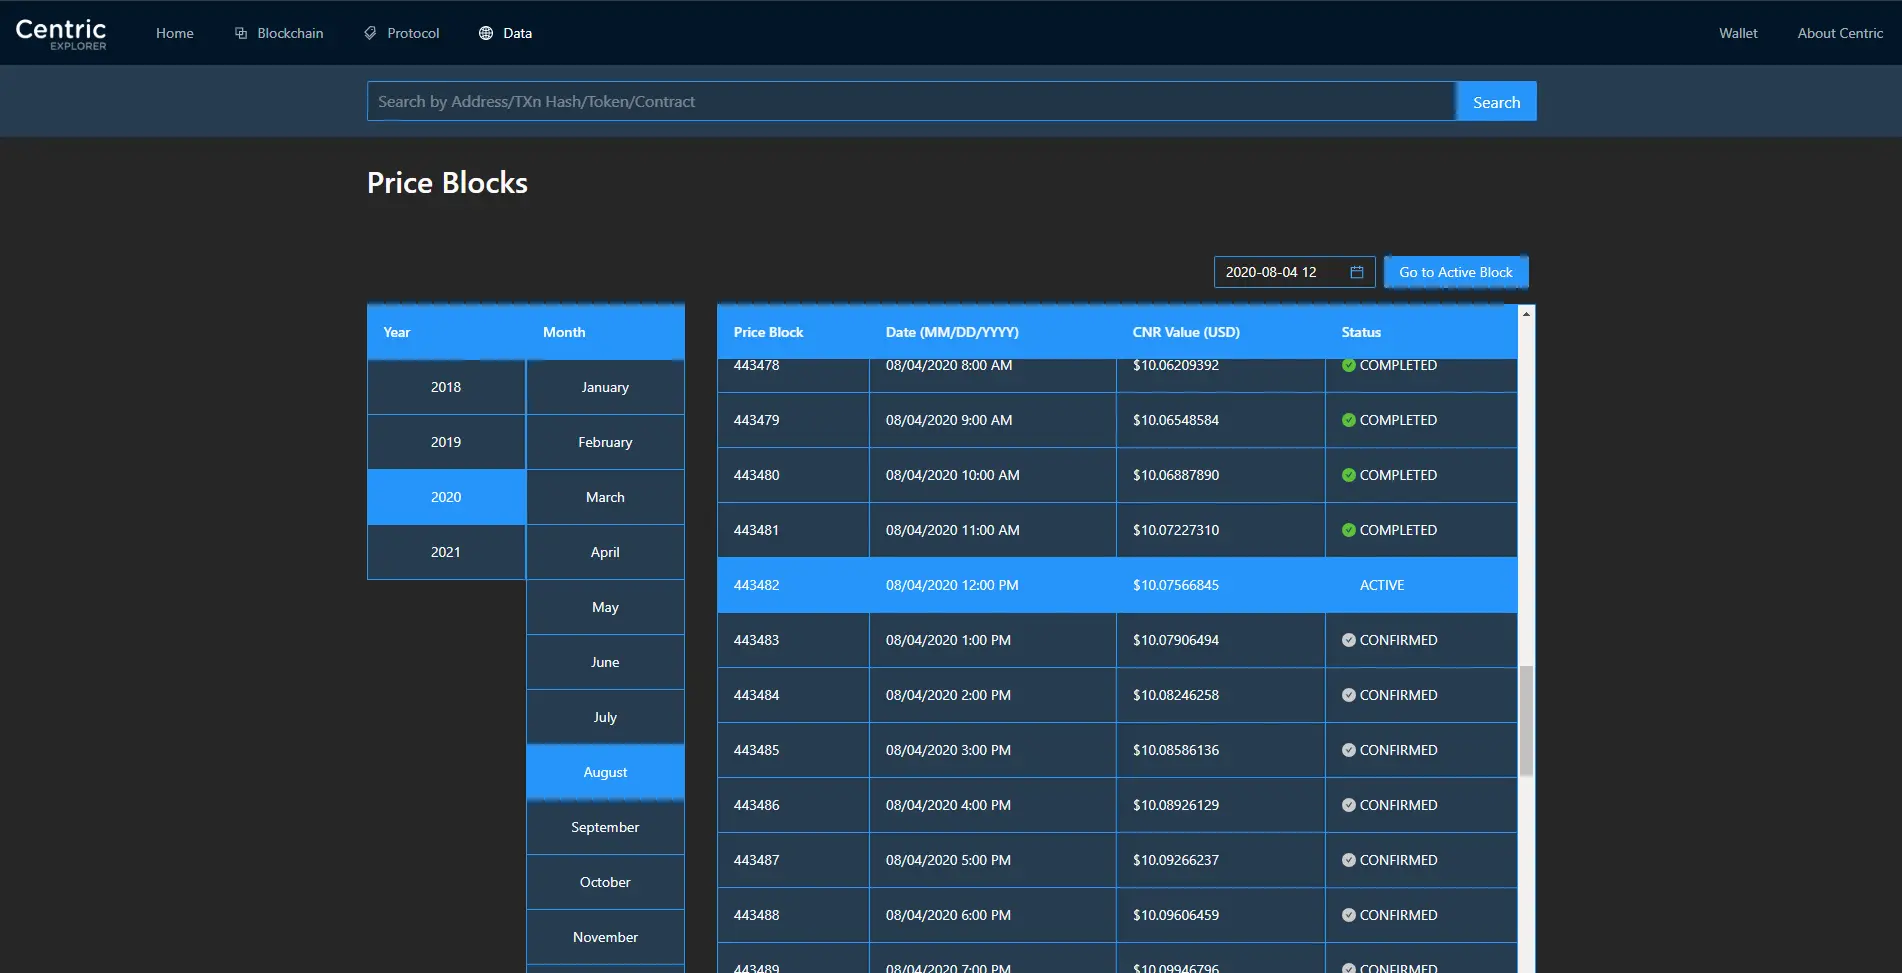 Centric
EXPLORER
Home
Blockchain
Protocol
Data
Wallet
About Centric
Search by Address/TXn Hash/Token/Contract
Search
Price Blocks
2020-08-04 12
Go to Active Block
Year
Month
2018
2019
2020
2021
January
February
March
April
May
June
July
August
September
October
November
Price Block Date (MM/DD/YYYY) CNR Value (USD) Status
443478 08/04/2020 8:00 AM $10.06209392 COMPLETED
443479 08/04/2020 9:00 AM $10.06548584 COMPLETED
443480 08/04/2020 10:00 AM $10.06887890 COMPLETED
443481 08/04/2020 11:00 AM $10.07227310 COMPLETED
443482 08/04/2020 12:00 PM $10.07566845 ACTIVE
443483 08/04/2020 1:00 PM $10.07906494 CONFIRMED
443484 08/04/2020 2:00 PM $10.08246258 CONFIRMED
443485 08/04/2020 3:00 PM $10.08586136 CONFIRMED
443486 08/04/2020 4:00 PM $10.08926129 CONFIRMED
443487 08/04/2020 5:00 PM $10.09266237 CONFIRMED
443488 08/04/2020 6:00 PM $10.09606459 CONFIRMED
443489 08/04/2020 7:00 PM $10.09946796 CONFIRMED